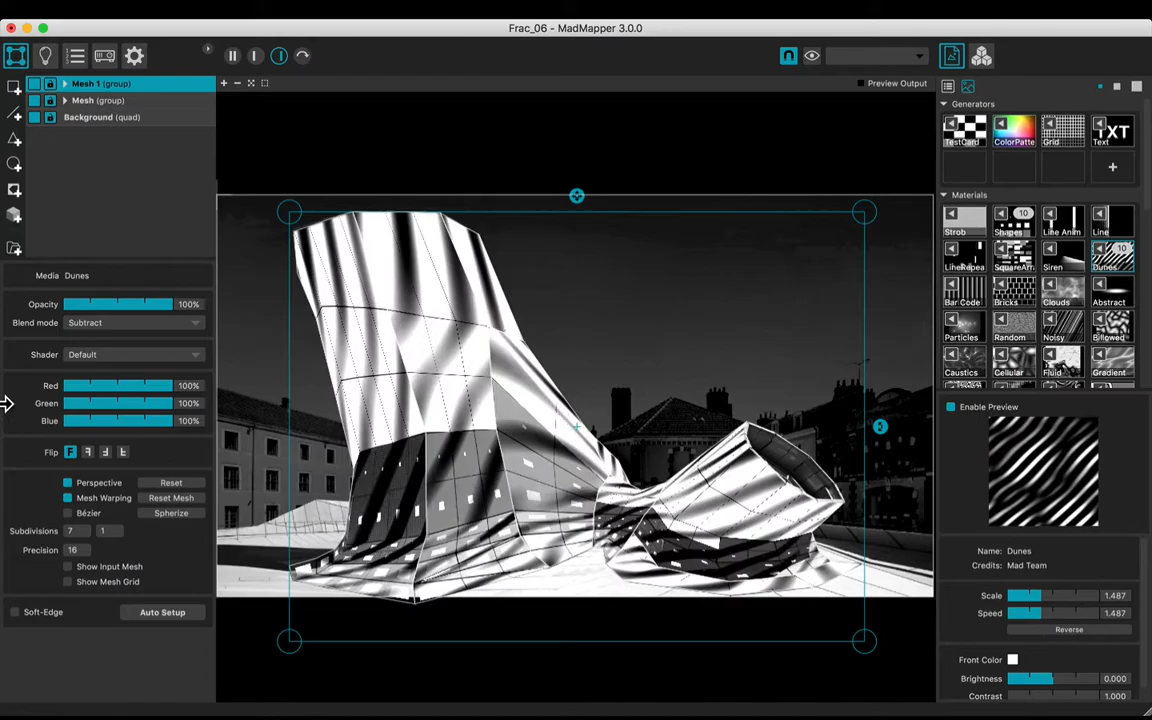 Frac_06 - MadMapper 3.0.0
Mesh 1 (group)
Mesh (group)
Background (quad)
Preview Output
Generators
TestCard
ColorPatte
Grid
Text
TXT
Materials
Strob
Shapes
10
Line Anim
Line
LineRepea
SquareArra
Siren
Dunes
10
Bar Code
Bricks
Clouds
Abstract
Particles
Random
Noisy
Billowed
Caustics
Cellular
Fluid
Gradient
Media Dunes
Opacity 100%
Blend mode Subtract
Shader Default
Red 100%
Green 100%
Blue 100%
Flip
Perspective Reset
Mesh Warping Reset Mesh
Bézier Spherize
Subdivisions 7 1
Precision 16
Show Input Mesh
Show Mesh Grid
Soft-Edge Auto Setup
Enable Preview
Name: Dunes
Credits: Mad Team
Scale 1.487
Speed 1.487
Reverse
Front Color
Brightness 0.000
Contrast 1.000